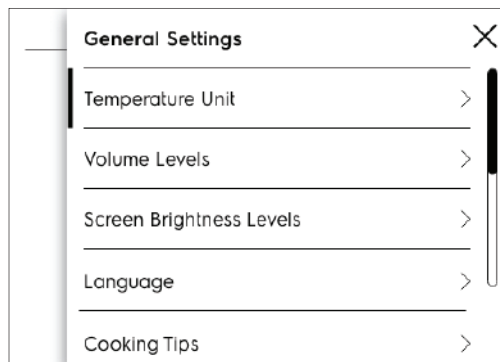 General Settings
Temperature Unit
Volume Levels
Screen Brightness Levels
Language
Cooking Tips